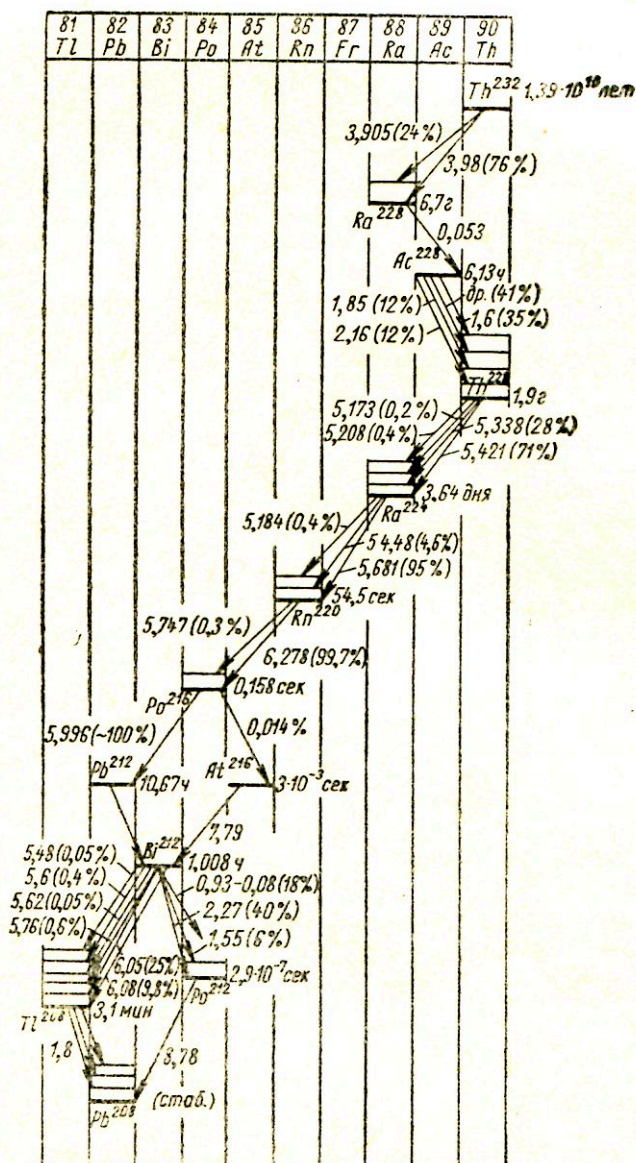 81 82 83 84 85 86 87 88 89 90
Tl Pb Bi Po At Rn Fr Ra Ac Th
Th²³² 1,39·10¹⁰ лет
3,905(24%)
3,98(76%)
Ra²²⁸ 6,7г
0,053
Ac²²⁸ 6,13ч
др.(41%)
1,85(12%)
1,6(35%)
2,16(12%)
1,9г
5,173(0,2%)
5,338(28%)
5,208(0,4%)
5,421(71%)
Ra²²⁴ 3,64 дня
5,184(0,4%)
54,48(4,6%)
5,681(95%)
Rn²²⁰ 54,5сек
5,747(0,3%)
6,278(99,7%)
Po²¹⁶ 0,158сек
5,996(~100%)
0,014%
Pb²¹² 10,67ч
At²¹⁶ 3·10⁻³сек
7,79
Bi²¹² 1,008ч
5,48(0,05%)
5,6(0,4%)
0,93-0,08(18%)
5,62(0,05%)
2,27(40%)
5,76(0,6%)
1,55(6%)
6,05(25%)
6,08(9,8%)
Po²¹² 2,9·10⁻⁷сек
Tl²⁰⁸ 3,1 мин
1,8
8,78
Pb²⁰⁸ (стаб.)